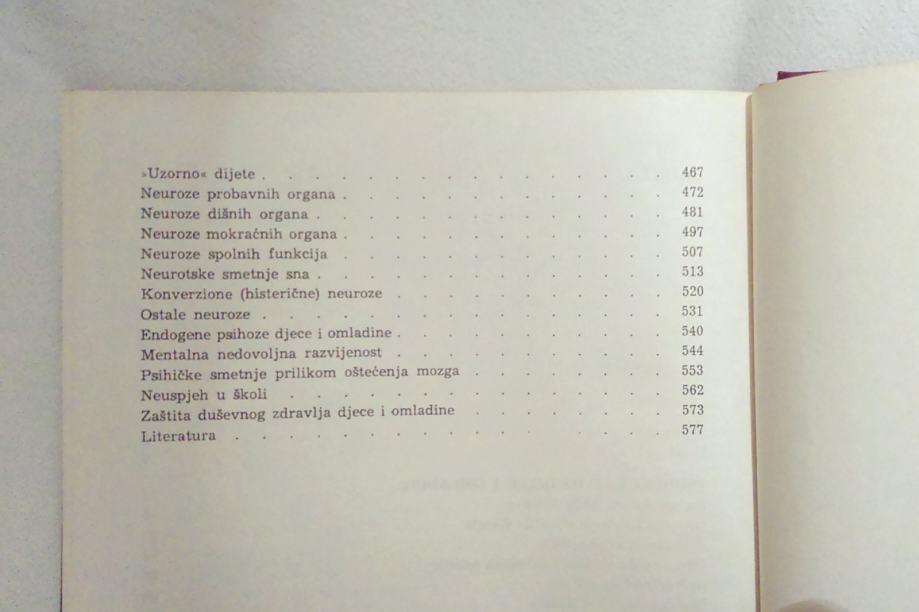 »Uzorno« dijete . . . . . . . . . . . . . . . . 467
Neuroze probavnih organa . . . . . . . . . . . . . 472
Neuroze dišnih organa . . . . . . . . . . . . . . 481
Neuroze mokraćnih organa . . . . . . . . . . . . . 497
Neuroze spolnih funkcija . . . . . . . . . . . . . 507
Neurotske smetnje sna . . . . . . . . . . . . . . 513
Konverzione (histerične) neuroze . . . . . . . . . . . 520
Ostale neuroze . . . . . . . . . . . . . . . . 531
Endogene psihoze djece i omladine . . . . . . . . . . . 540
Mentalna nedovoljna razvijenost . . . . . . . . . . . 544
Psihičke smetnje prilikom oštećenja mozga . . . . . . . . 553
Neuspjeh u školi . . . . . . . . . . . . . . . 562
Zaštita duševnog zdravlja djece i omladine . . . . . . . . 573
Literatura . . . . . . . . . . . . . . . . . 577